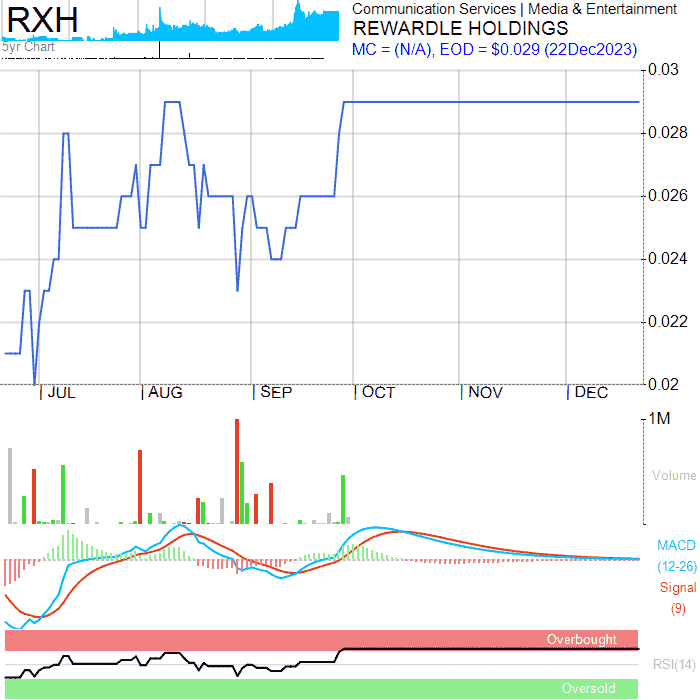 RXH
5yr Chart
Communication Services | Media & Entertainment
REWARDLE HOLDINGS
MC = (N/A), EOD = $0.029 (22Dec2023)
0.03
0.028
0.026
0.024
0.022
0.02
JUL AUG SEP OCT NOV DEC
1M
Volume
MACD
(12-26)
Signal
(9)
Overbought
RSI(14)
Oversold